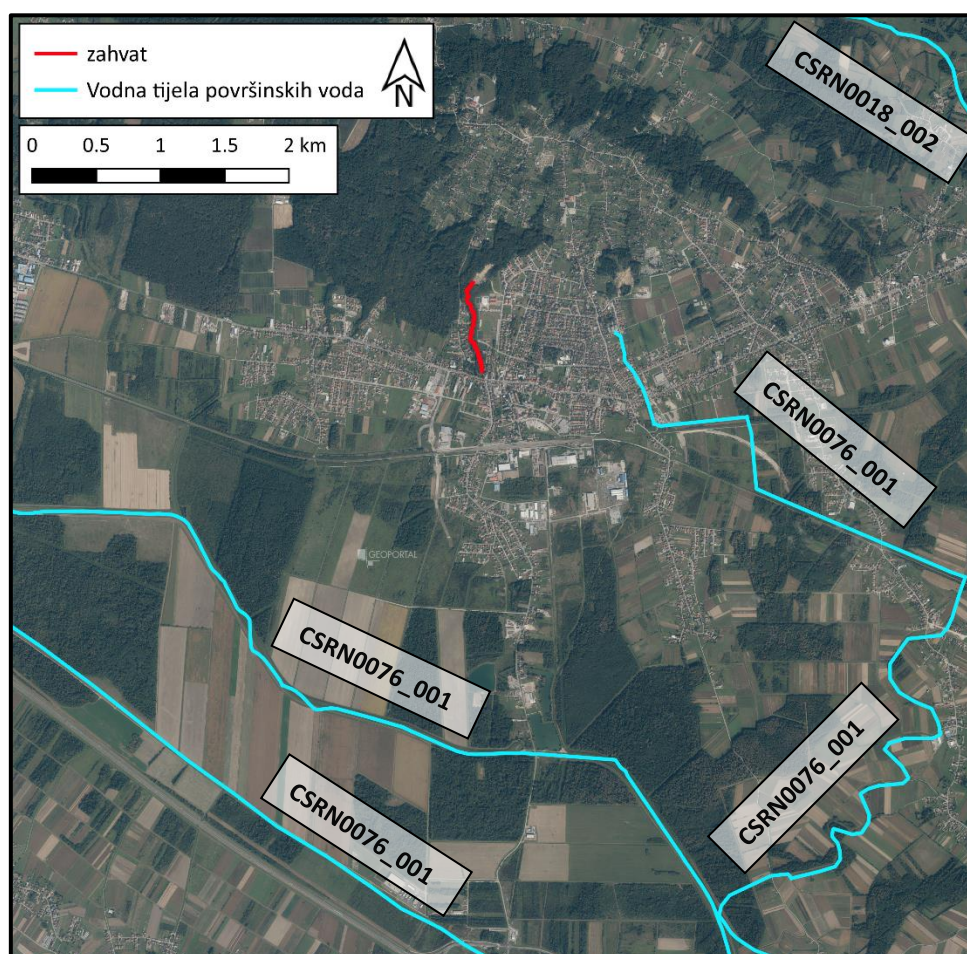 zahvat
Vodna tijela površinskih voda
N
0 0.5 1 1.5 2 km
CSRN0018_002
CSRN0076_001
GEOPORTAL
CSRN0076_001
CSRN0076_001
CSRN0076_001